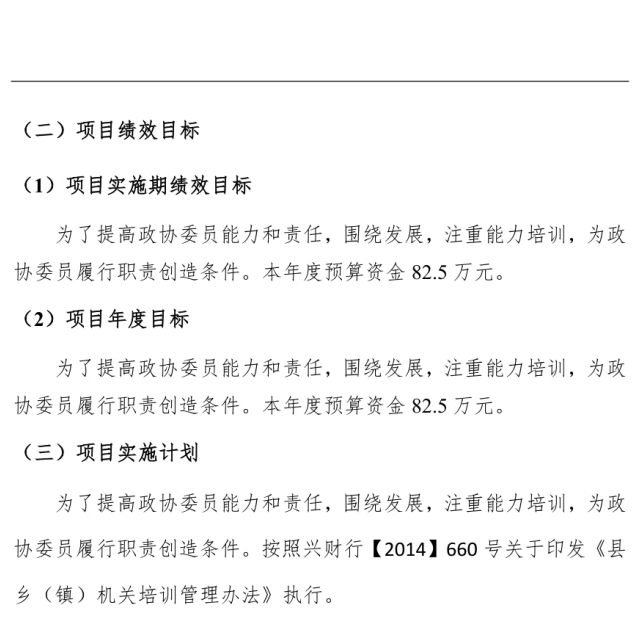 （二）项目绩效目标
（1）项目实施期绩效目标
为了提高政协委员能力和责任，围绕发展，注重能力培训，为政
协委员履行职责创造条件。本年度预算资金 82.5 万元。
（2）项目年度目标
为了提高政协委员能力和责任，围绕发展，注重能力培训，为政
协委员履行职责创造条件。本年度预算资金 82.5 万元。
（三）项目实施计划
为了提高政协委员能力和责任，围绕发展，注重能力培训，为政
协委员履行职责创造条件。按照兴财行【2014】660 号关于印发《县
乡（镇）机关培训管理办法》执行。